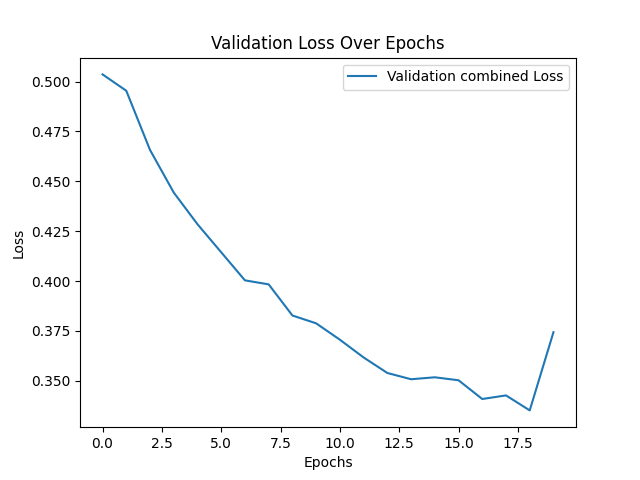 Validation Loss Over Epochs
Validation combined Loss
0.500
0.475
0.450
0.425
0.400
0.375
0.350
Loss
0.0 2.5 5.0 7.5 10.0 12.5 15.0 17.5
Epochs